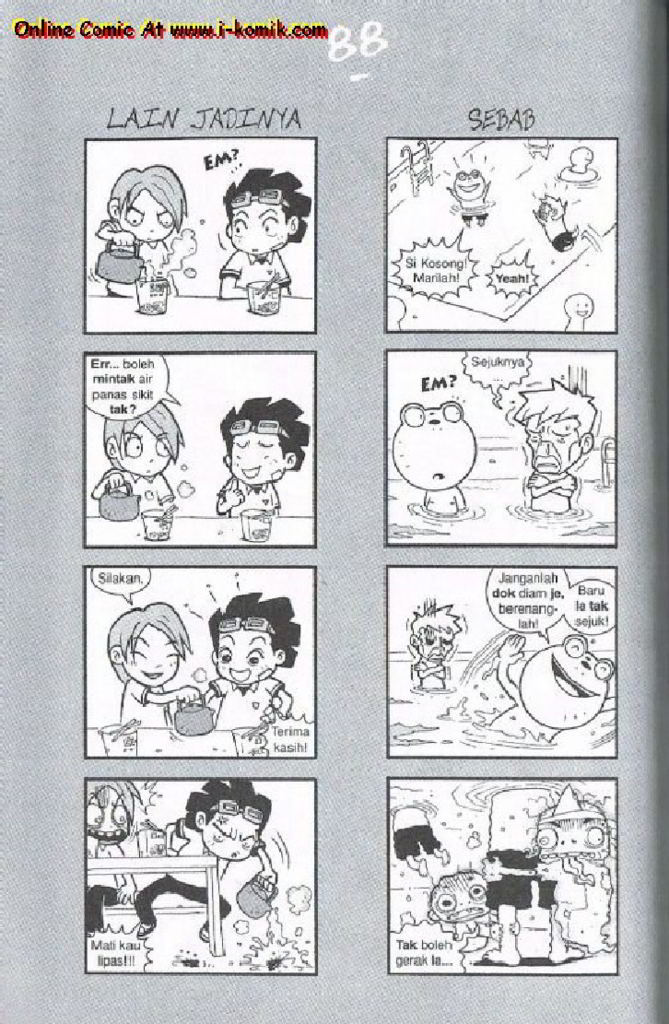 Online Comic At www.i-komik.com
88
LAIN JADINYA
EM?
Err... boleh
mintak air
panas sikit
tak?
Silakan.
Terima
kasih!
Mati kau
lipas!!!
SEBAB
Si Kosong!
Marilah!
Yeah!
Sejuknya
EM?
Janganlah
dok diam je,
berenang-
lah!
Baru
le tak
sejuk!
Tak boleh
gerak la...